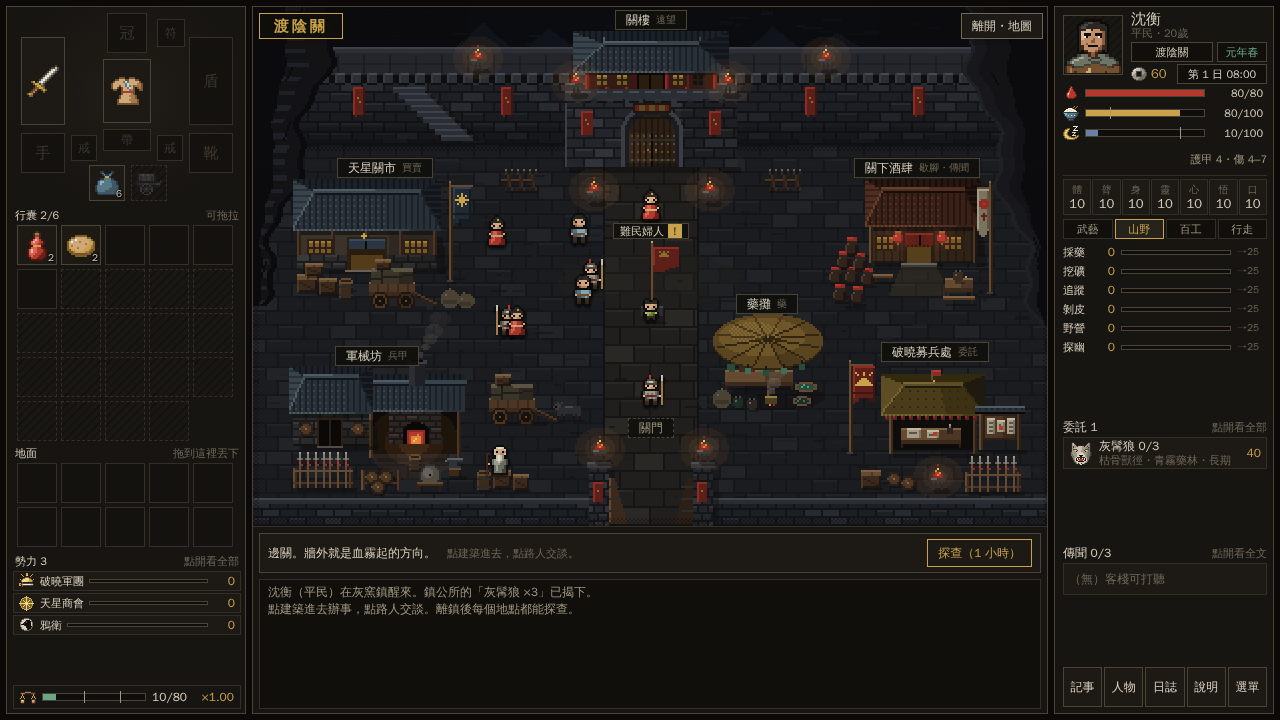 冠
符
盾
手
戒
帶
戒
靴
6
行囊 2/6
可拖拉
2
2
地面
拖到這裡丟下
勢力 3
點開看全部
破曉軍團
0
天星商會
0
鴉衛
0
10/80
×1.00
渡陰關
離開・地圖
關樓 遠望
天星關市 買賣
關下酒肆 歇腳・傳聞
難民婦人 !
藥攤 藥
軍械坊 兵甲
破曉募兵處 委託
關門
邊關。牆外就是血霧起的方向。
點建築進去，點路人交談。
探查（1 小時）
沈衡（平民）在灰窯鎮醒來。鎮公所的「灰髯狼 ×3」已揭下。
點建築進去辦事，點路人交談。離鎮後每個地點都能探查。
沈衡
平民・20歲
渡陰關
元年春
60
第 1 日 08:00
80/80
80/100
10/100
護甲 4・傷 4–7
體 臂 身 靈 心 悟 口
10 10 10 10 10 10 10
武藝
山野
百工
行走
採藥 0 →25
挖礦 0 →25
追蹤 0 →25
剝皮 0 →25
野營 0 →25
探幽 0 →25
委託 1
點開看全部
灰髯狼 0/3
枯骨獸徑・青霧藥林・長期
40
傳聞 0/3
點開看全文
（無）客棧可打聽
記事
人物
日誌
說明
選單